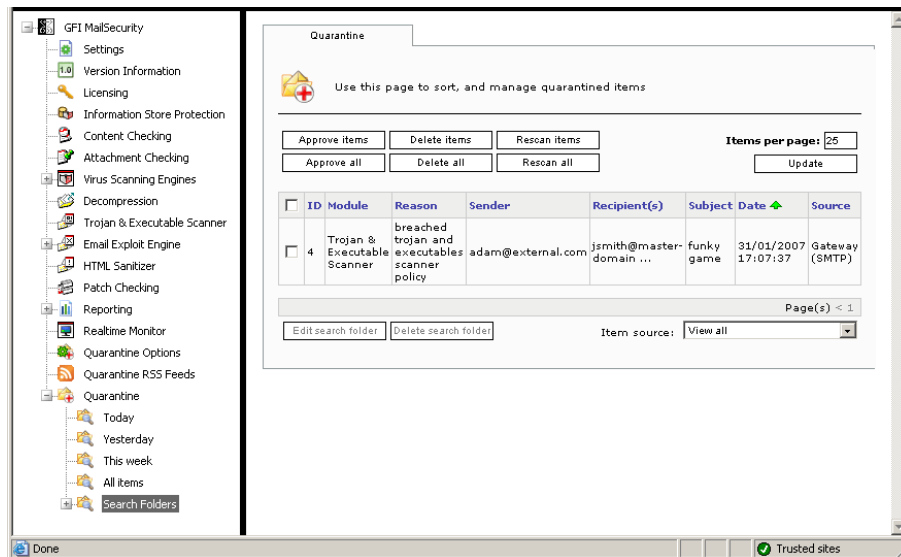 GFI MailSecurity
Settings
1.0
Version Information
Licensing
Information Store Protection
Content Checking
Attachment Checking
Virus Scanning Engines
Decompression
Trojan & Executable Scanner
Email Exploit Engine
HTML Sanitizer
Patch Checking
Reporting
Realtime Monitor
Quarantine Options
Quarantine RSS Feeds
Quarantine
Today
Yesterday
This week
All items
Search Folders
Quarantine
Use this page to sort, and manage quarantined items
Approve items Delete items Rescan items
Items per page: 25
Approve all Delete all Rescan all
Update
ID Module Reason Sender Recipient(s) Subject Date Source
4
Trojan &
Executable
Scanner
breached
trojan and
executables
scanner
policy
adam@external.com
jsmith@master-
domain ...
funky
game
31/01/2007
17:07:37
Gateway
(SMTP)
Page(s) < 1
Edit search folder Delete search folder
Item source: View all
Done
Trusted sites